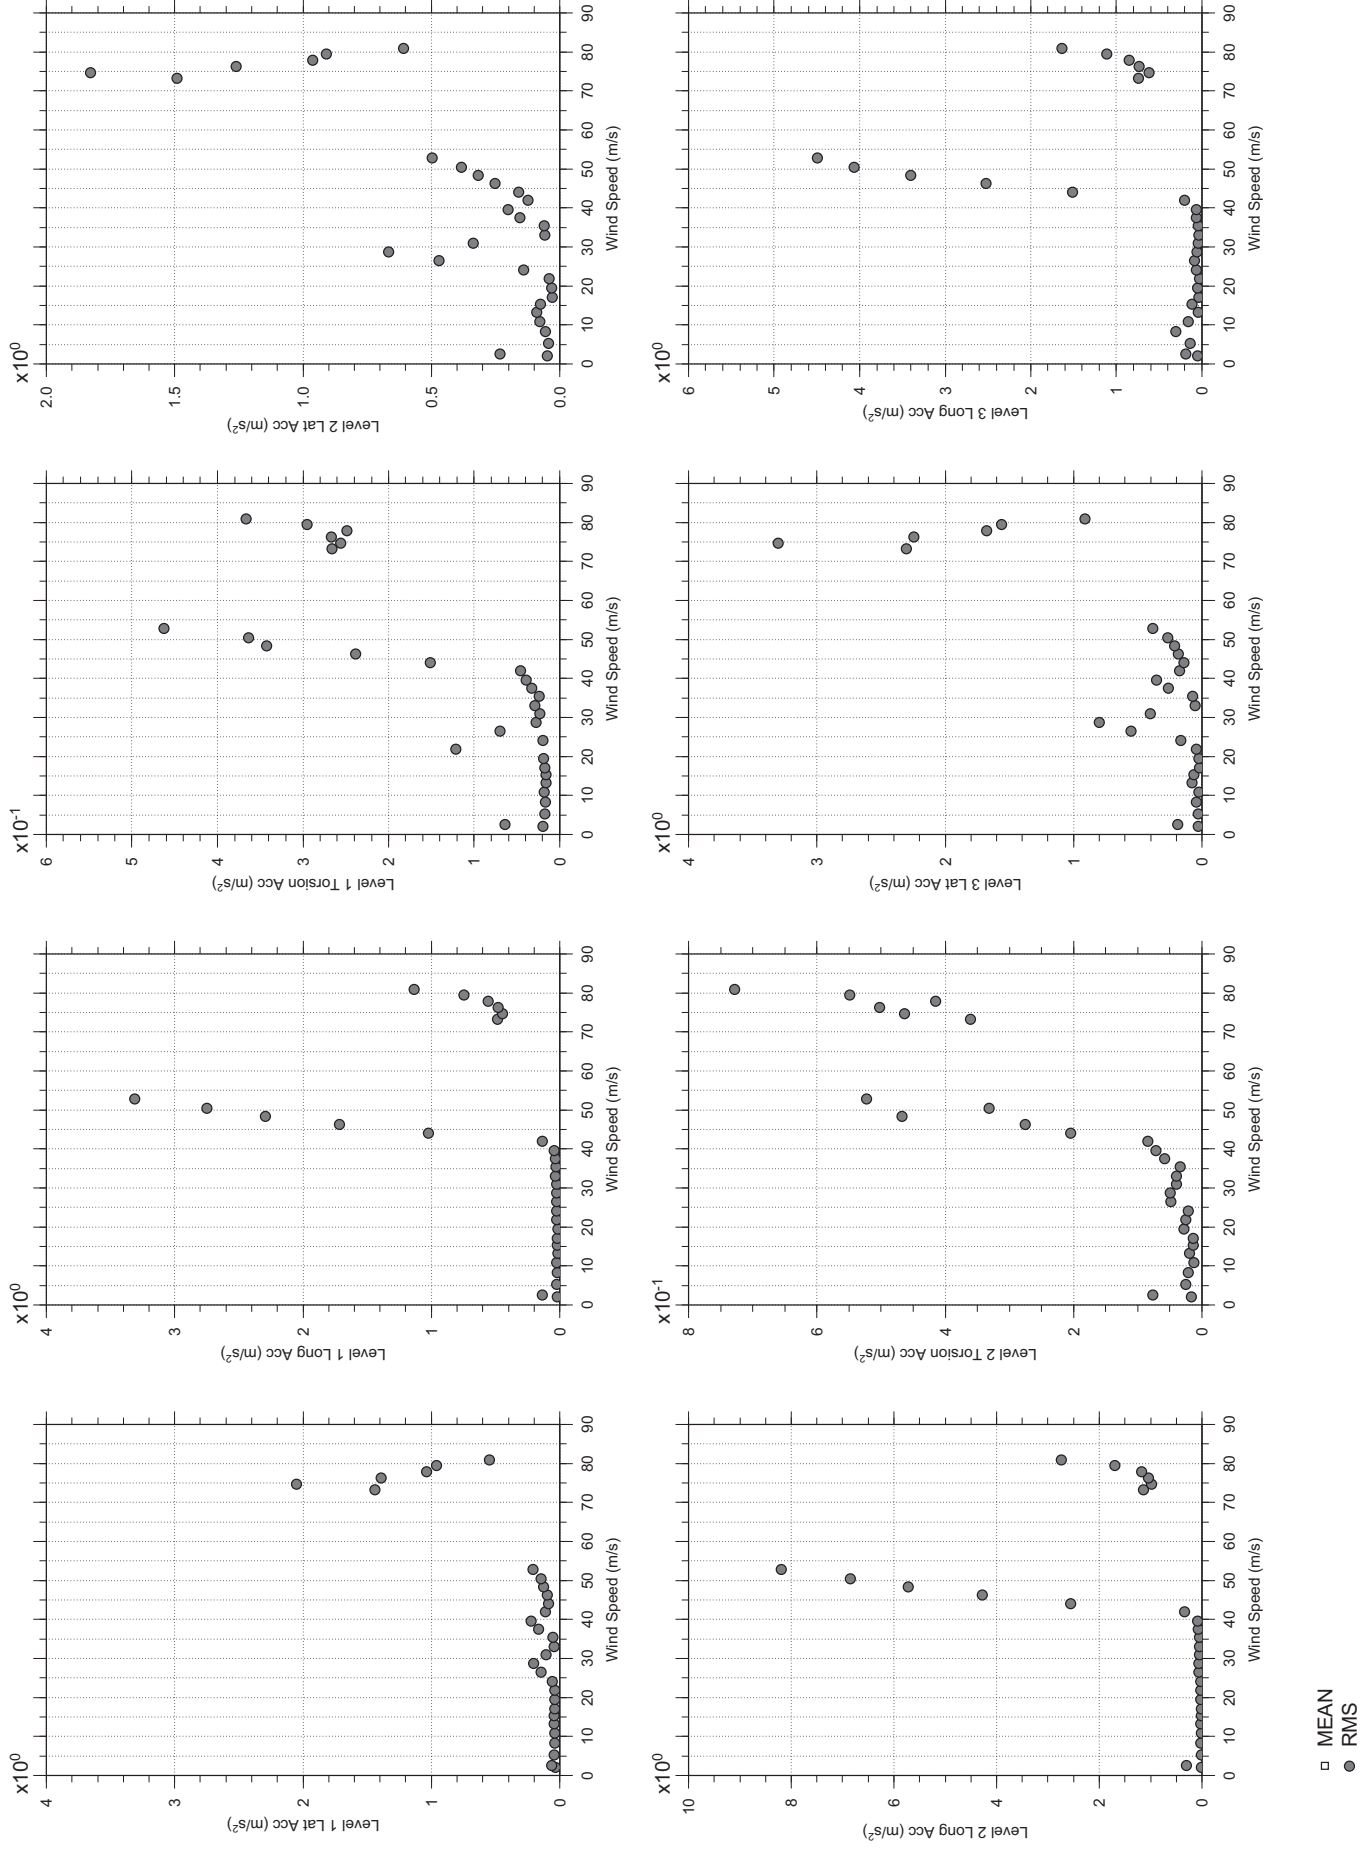 x10⁰
4
3
2
1
0
Level 1 Lat Acc (m/s²)
0 10 20 30 40 50 60 70 80 90
Wind Speed (m/s)
x10⁰
4
3
2
1
0
Level 1 Long Acc (m/s²)
0 10 20 30 40 50 60 70 80 90
Wind Speed (m/s)
x10⁻¹
6
5
4
3
2
1
0
Level 1 Torsion Acc (m/s²)
0 10 20 30 40 50 60 70 80 90
Wind Speed (m/s)
x10⁰
2.0
1.5
1.0
0.5
0.0
Level 2 Lat Acc (m/s²)
0 10 20 30 40 50 60 70 80 90
Wind Speed (m/s)
x10⁰
10
8
6
4
2
0
Level 2 Long Acc (m/s²)
0 10 20 30 40 50 60 70 80 90
Wind Speed (m/s)
x10⁻¹
8
6
4
2
0
Level 2 Torsion Acc (m/s²)
0 10 20 30 40 50 60 70 80 90
Wind Speed (m/s)
x10⁰
4
3
2
1
0
Level 3 Lat Acc (m/s²)
0 10 20 30 40 50 60 70 80 90
Wind Speed (m/s)
x10⁰
6
5
4
3
2
1
0
Level 3 Long Acc (m/s²)
0 10 20 30 40 50 60 70 80 90
Wind Speed (m/s)
MEAN
RMS